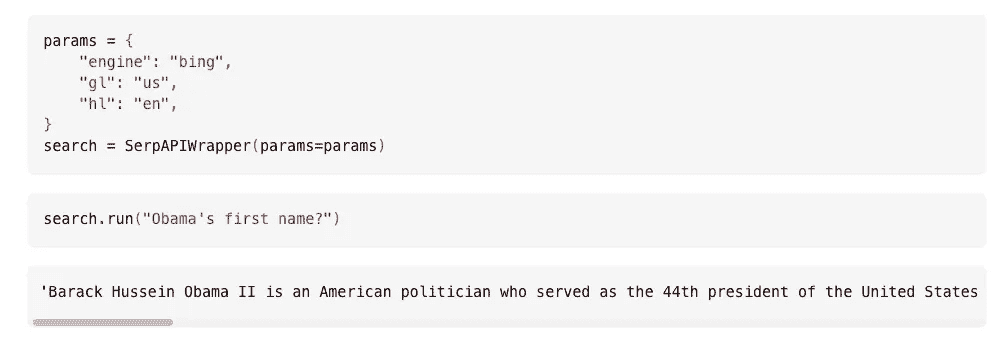 params = {
    "engine": "bing",
    "gl": "us",
    "hl": "en",
}
search = SerpAPIWrapper(params=params)
search.run("Obama's first name?")
'Barack Hussein Obama II is an American politician who served as the 44th president of the United States